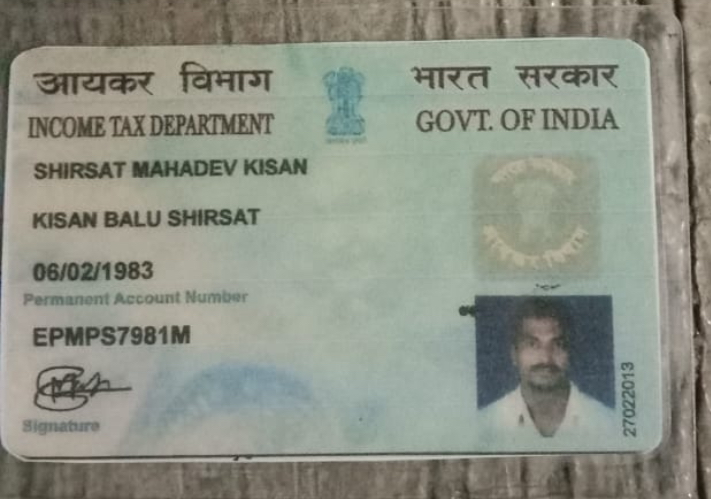 आयकर विभाग
भारत सरकार
INCOME TAX DEPARTMENT
GOVT. OF INDIA
SHIRSAT MAHADEV KISAN
KISAN BALU SHIRSAT
06/02/1983
Permanent Account Number
EPMPS7981M
Signature
27022013